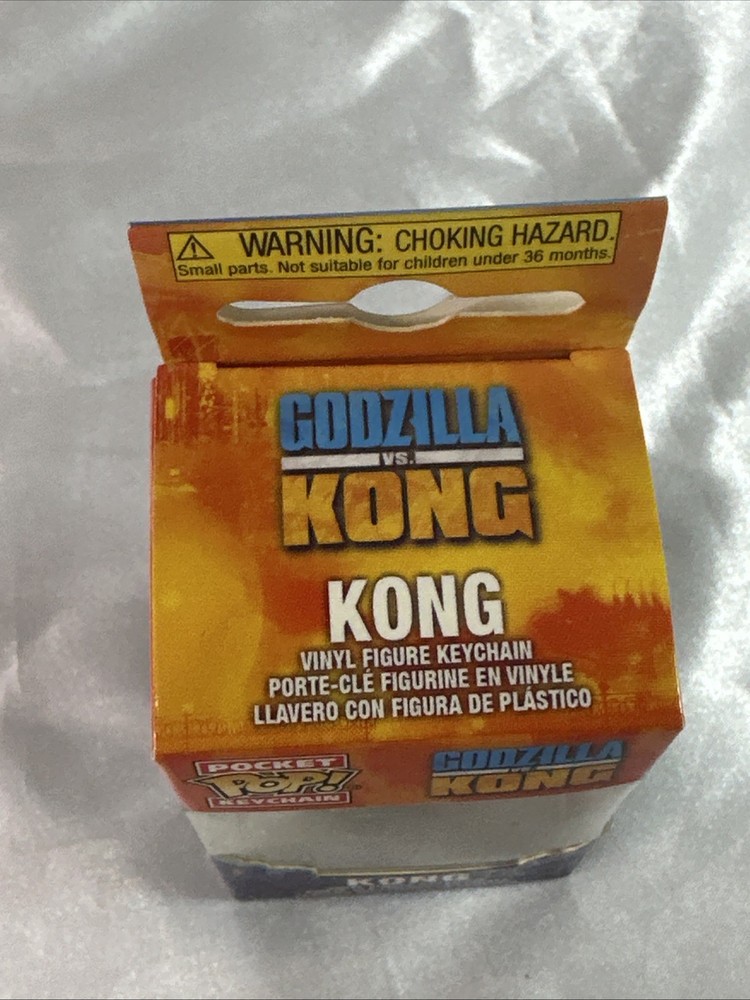 WARNING: CHOKING HAZARD.
Small parts. Not suitable for children under 36 months.
GODZILLA
VS.
KONG
KONG
VINYL FIGURE KEYCHAIN
PORTE-CLÉ FIGURINE EN VINYLE
LLAVERO CON FIGURA DE PLÁSTICO
POCKET
POP!
KEYCHAIN
GODZILLA
VS.
KONG
KONG